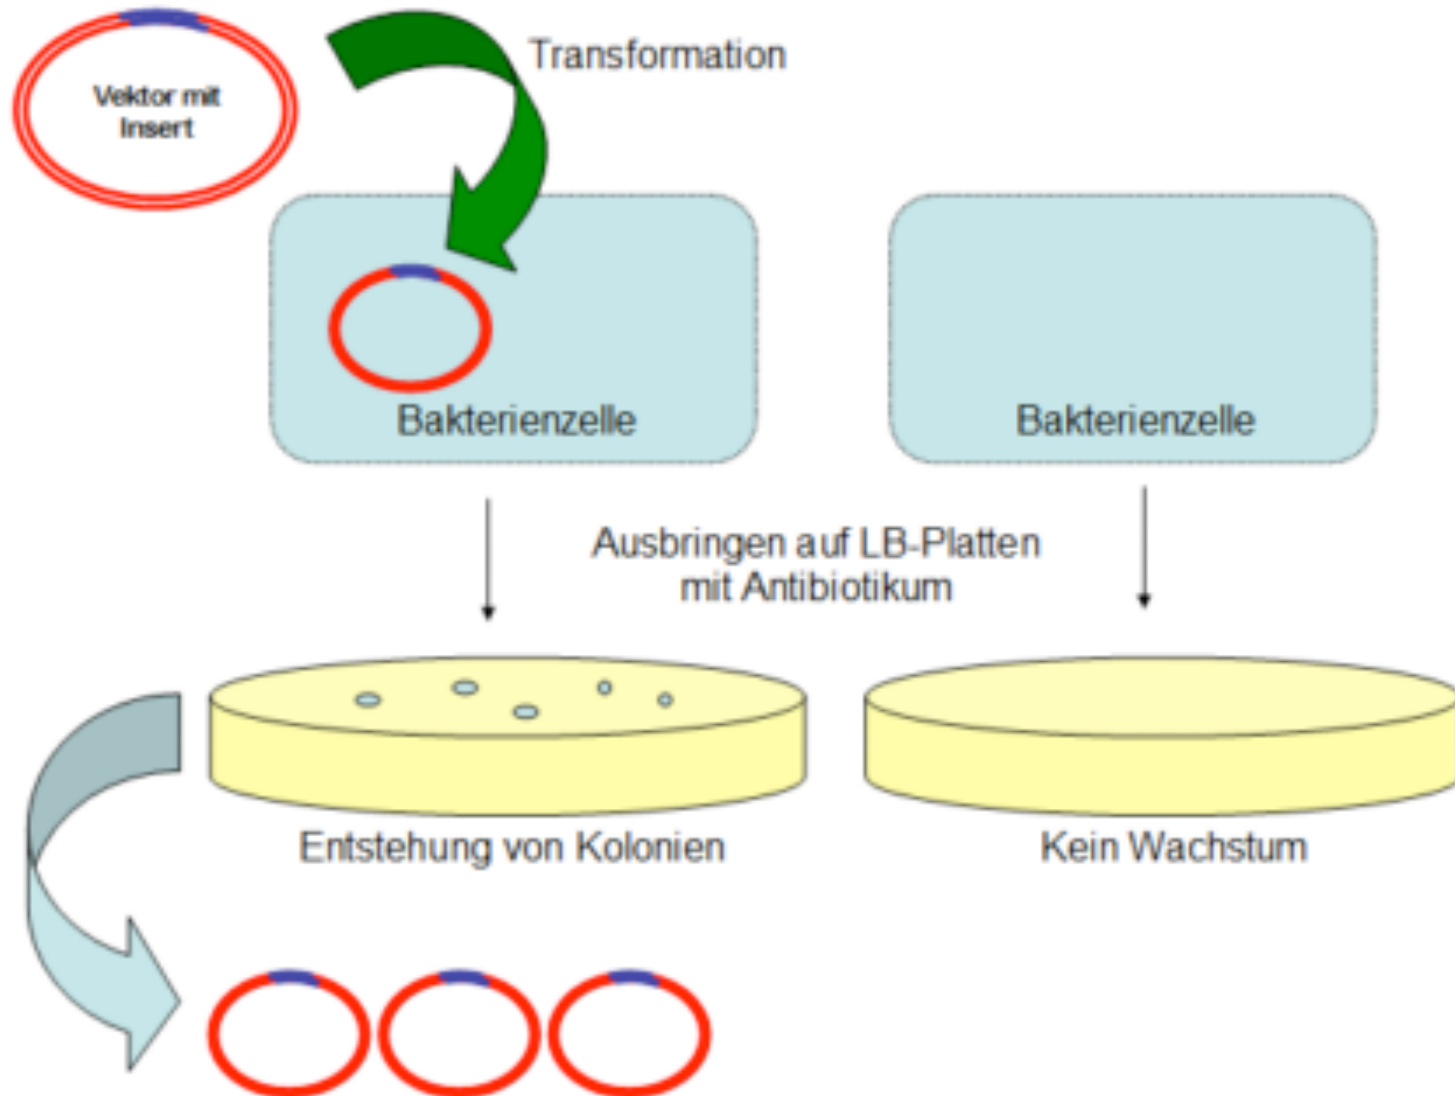 Vektor mit
Insert
Transformation
Bakterienzelle
Bakterienzelle
Ausbringen auf LB-Platten
mit Antibiotikum
Entstehung von Kolonien
Kein Wachstum